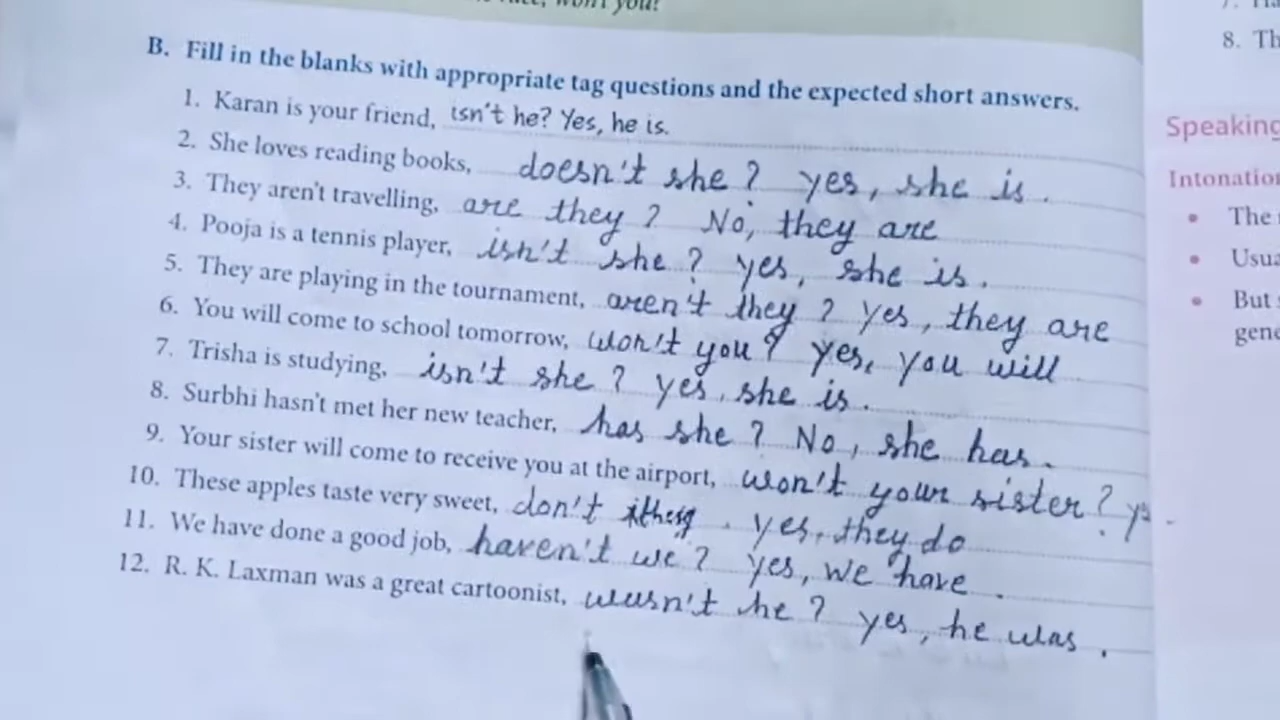 won't you?
B. Fill in the blanks with appropriate tag questions and the expected short answers.
1. Karan is your friend, isn't he? Yes, he is.
2. She loves reading books, doesn't she? yes, she is.
3. They aren't travelling, are they? No, they are
4. Pooja is a tennis player, isn't she? yes, she is.
5. They are playing in the tournament, aren't they? Yes, they are
6. You will come to school tomorrow, won't you? yes, you will
7. Trisha is studying, isn't she? yes, she is.
8. Surbhi hasn't met her new teacher, has she? No, she has.
9. Your sister will come to receive you at the airport, won't your sister?
10. These apples taste very sweet, don't . yes, they do
11. We have done a good job, haven't we? yes, we have.
12. R. K. Laxman was a great cartoonist, wasn't he? yes, he was.
7.
8. Th
Speaking
Intonation
• The
• Usua
• But
gene